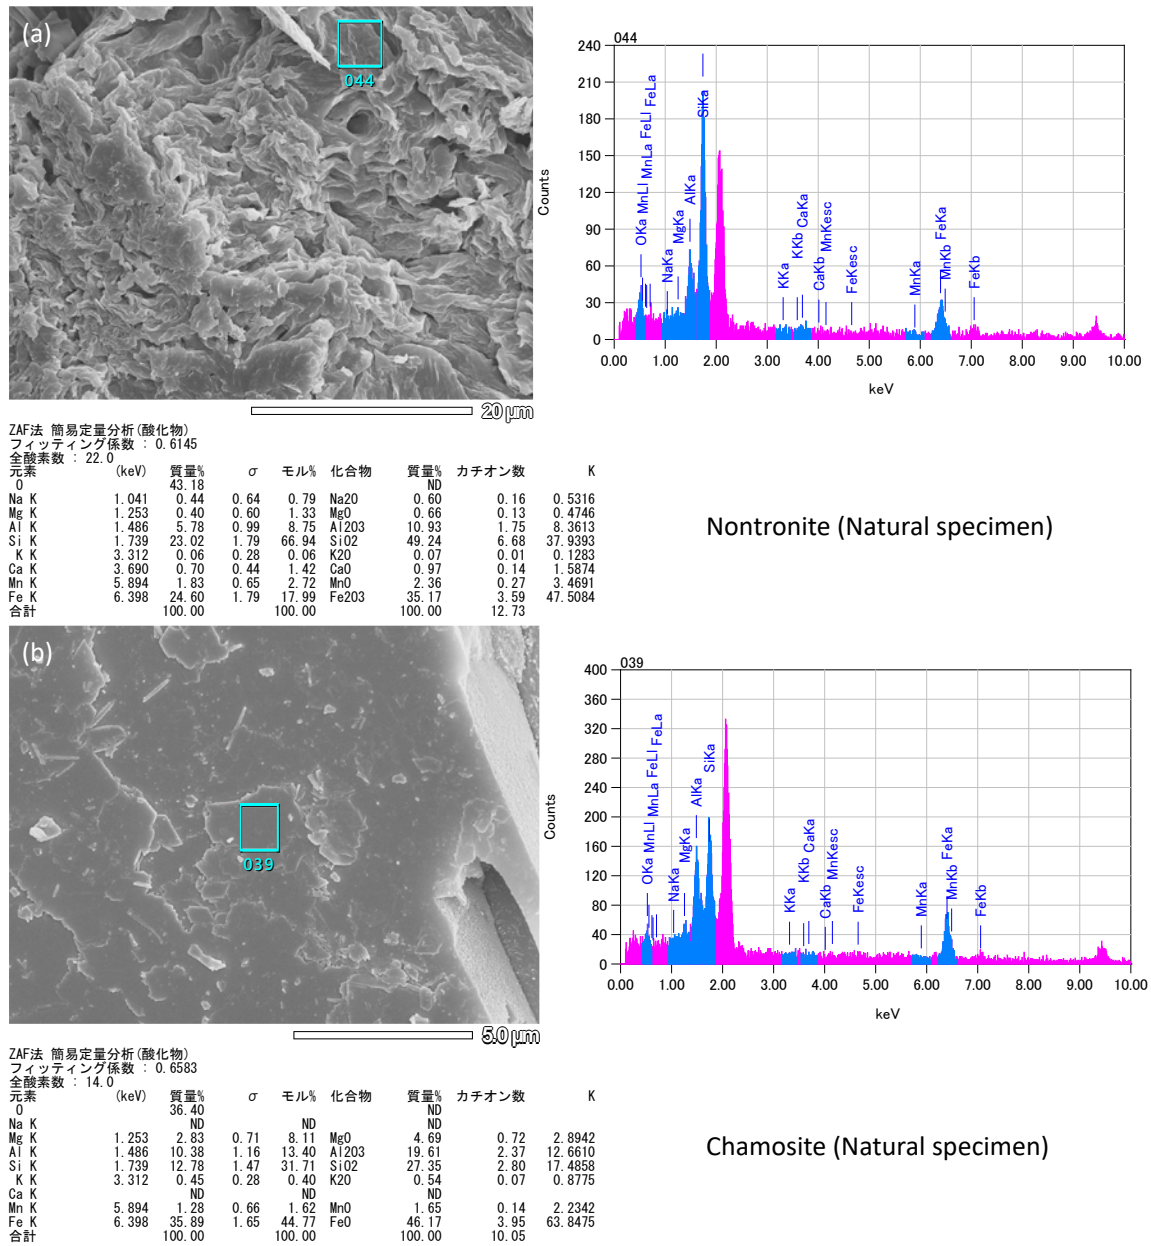 (a)
044
20 μm
044
Counts
240
210
180
150
120
90
60
30
0
OKa MnLl MnLa FeLl FeLa
NaKa
MgKa
AlKa
SiKa
KKa
KKb CaKa
CaKb MnKesc
FeKesc
MnKa
MnKb FeKa
FeKb
0.00 1.00 2.00 3.00 4.00 5.00 6.00 7.00 8.00 9.00 10.00
keV
ZAF法 簡易定量分析(酸化物)
フィッティング係数 : 0.6145
全酸素数 : 22.0
元素 (keV) 質量% σ モル% 化合物 質量% カチオン数 K
O 43.18 ND
Na K 1.041 0.44 0.64 0.79 Na2O 0.60 0.16 0.5316
Mg K 1.253 0.40 0.60 1.33 MgO 0.66 0.13 0.4746
Al K 1.486 5.78 0.99 8.75 Al2O3 10.93 1.75 8.3613
Si K 1.739 23.02 1.79 66.94 SiO2 49.24 6.68 37.9393
K K 3.312 0.06 0.28 0.06 K2O 0.07 0.01 0.1283
Ca K 3.690 0.70 0.44 1.42 CaO 0.97 0.14 1.5874
Mn K 5.894 1.83 0.65 2.72 MnO 2.36 0.27 3.4691
Fe K 6.398 24.60 1.79 17.99 Fe2O3 35.17 3.59 47.5084
合計 100.00 100.00 100.00 12.73
Nontronite (Natural specimen)
(b)
039
5.0 μm
039
Counts
400
360
320
280
240
200
160
120
80
40
0
OKa MnLl MnLa FeLl FeLa
NaKa
MgKa
AlKa
SiKa
KKa
KKb CaKa
CaKb MnKesc
FeKesc
MnKa
MnKb FeKa
FeKb
0.00 1.00 2.00 3.00 4.00 5.00 6.00 7.00 8.00 9.00 10.00
keV
ZAF法 簡易定量分析(酸化物)
フィッティング係数 : 0.6583
全酸素数 : 14.0
元素 (keV) 質量% σ モル% 化合物 質量% カチオン数 K
O 36.40 ND
Na K ND ND ND
Mg K 1.253 2.83 0.71 8.11 MgO 4.69 0.72 2.8942
Al K 1.486 10.38 1.16 13.40 Al2O3 19.61 2.37 12.6610
Si K 1.739 12.78 1.47 31.71 SiO2 27.35 2.80 17.4858
K K 3.312 0.45 0.28 0.40 K2O 0.54 0.07 0.8775
Ca K ND ND ND
Mn K 5.894 1.28 0.66 1.62 MnO 1.65 0.14 2.2342
Fe K 6.398 35.89 1.65 44.77 FeO 46.17 3.95 63.8475
合計 100.00 100.00 100.00 10.05
Chamosite (Natural specimen)